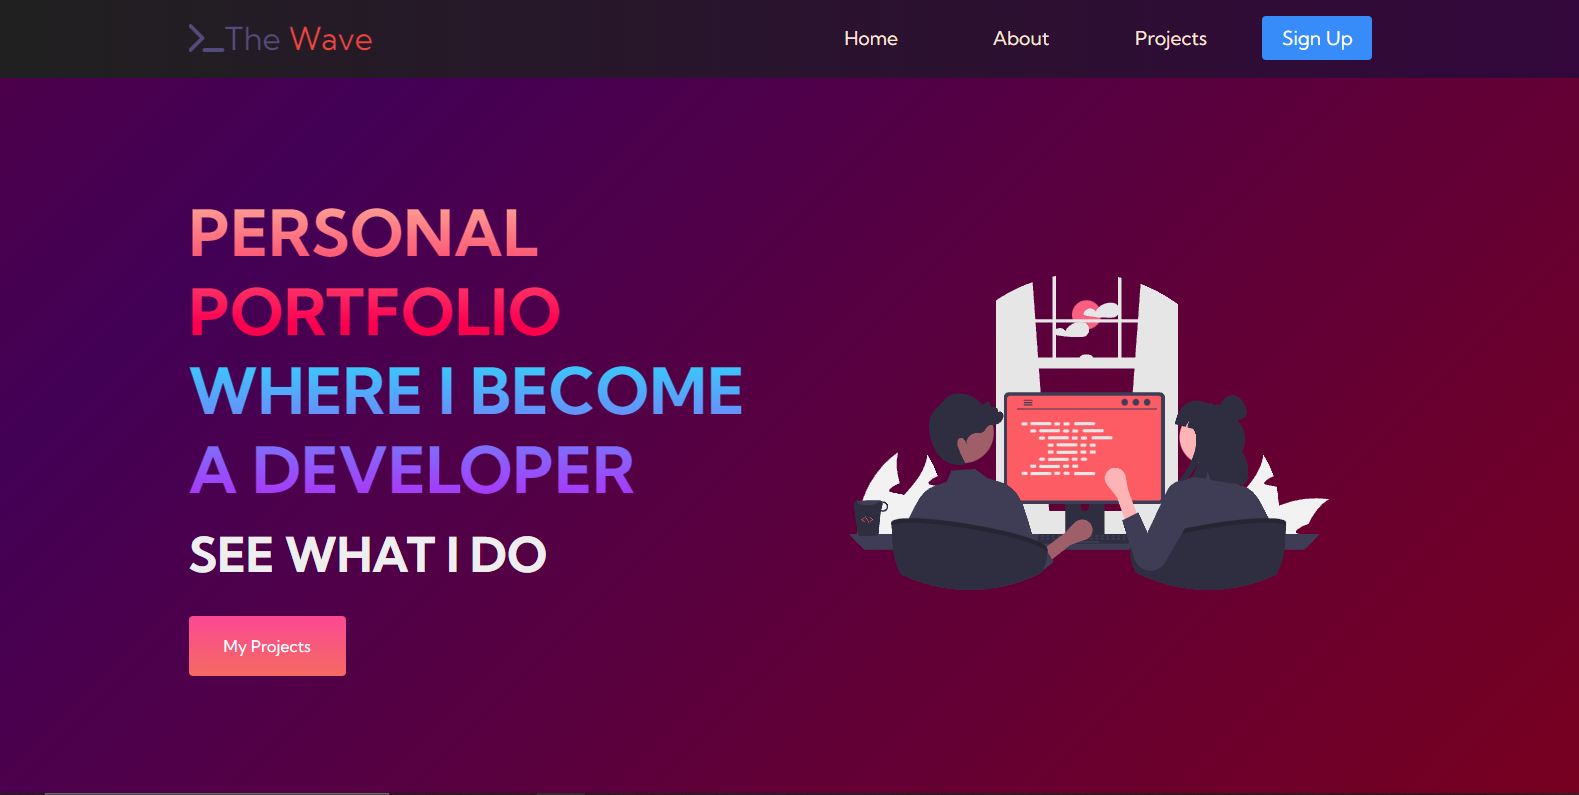 >_The Wave
Home
About
Projects
Sign Up
PERSONAL
PORTFOLIO
WHERE I BECOME
A DEVELOPER
SEE WHAT I DO
My Projects